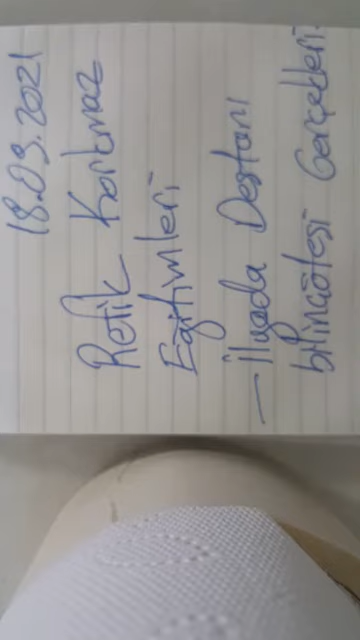 18.03.2021
Refik Korkmaz
Eğitimleri
- İlyada Destanı
bilinçötesi Gerçekleri